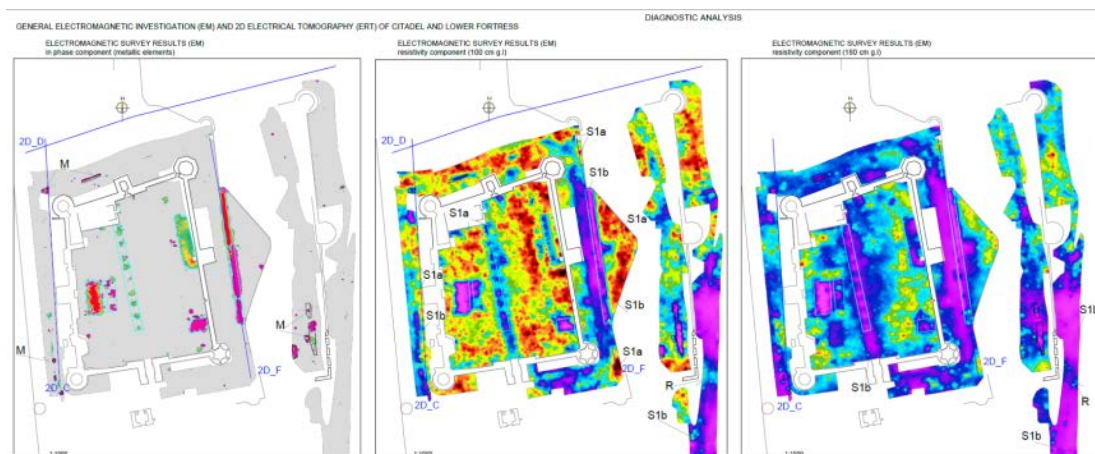 DIAGNOSTIC ANALYSIS
GENERAL ELECTROMAGNETIC INVESTIGATION (EM) AND 2D ELECTRICAL TOMOGRAPHY (ERT) OF CITADEL AND LOWER FORTRESS
ELECTROMAGNETIC SURVEY RESULTS (EM)
in phase component (metallic elements)
2D_D
M
M
M
2D_C
2D_F
ELECTROMAGNETIC SURVEY RESULTS (EM)
resistivity component (100 cm g.l)
2D_D
S1a
S1b
S1a
S1a
S1a
S1b
S1b
S1a
2D_F
R
2D_C
S1b
ELECTROMAGNETIC SURVEY RESULTS (EM)
resistivity component (180 cm g.l)
2D_D
S1b
2D_F
S1b
R
2D_C
S1b